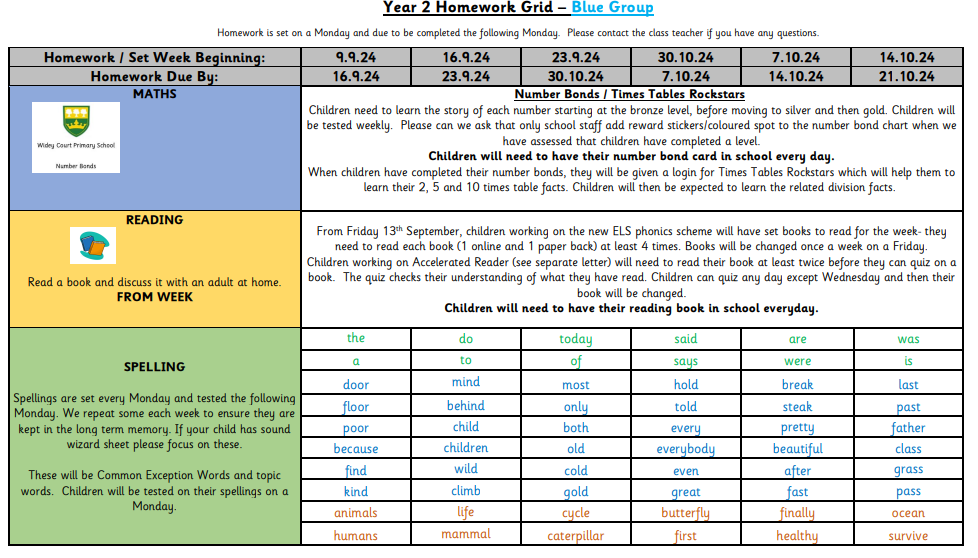 Year 2 Homework Grid – Blue Group
Homework is set on a Monday and due to be completed the following Monday.  Please contact the class teacher if you have any questions.
Homework / Set Week Beginning: 9.9.24 16.9.24 23.9.24 30.10.24 7.10.24 14.10.24
Homework Due By: 16.9.24 23.9.24 30.10.24 7.10.24 14.10.24 21.10.24
MATHS
Widey Court Primary School
Number Bonds
Number Bonds / Times Tables Rockstars
Children need to learn the story of each number starting at the bronze level, before moving to silver and then gold. Children will
be tested weekly.  Please can we ask that only school staff add reward stickers/coloured spot to the number bond chart when we
have assessed that children have completed a level.
Children will need to have their number bond card in school every day.
When children have completed their number bonds, they will be given a login for Times Tables Rockstars which will help them to
learn their 2, 5 and 10 times table facts. Children will then be expected to learn the related division facts.
READING
Read a book and discuss it with an adult at home.
FROM WEEK
From Friday 13th September, children working on the new ELS phonics scheme will have set books to read for the week- they
need to read each book (1 online and 1 paper back) at least 4 times. Books will be changed once a week on a Friday.
Children working on Accelerated Reader (see separate letter) will need to read their book at least twice before they can quiz on a
book.  The quiz checks their understanding of what they have read. Children can quiz any day except Wednesday and then their
book will be changed.
Children will need to have their reading book in school everyday.
SPELLING
Spellings are set every Monday and tested the following
Monday. We repeat some each week to ensure they are
kept in the long term memory. If your child has sound
wizard sheet please focus on these.
These will be Common Exception Words and topic
words.  Children will be tested on their spellings on a
Monday.
the do today said are was
a to of says were is
door mind most hold break last
floor behind only told steak past
poor child both every pretty father
because children old everybody beautiful class
find wild cold even after grass
kind climb gold great fast pass
animals life cycle butterfly finally ocean
humans mammal caterpillar first healthy survive